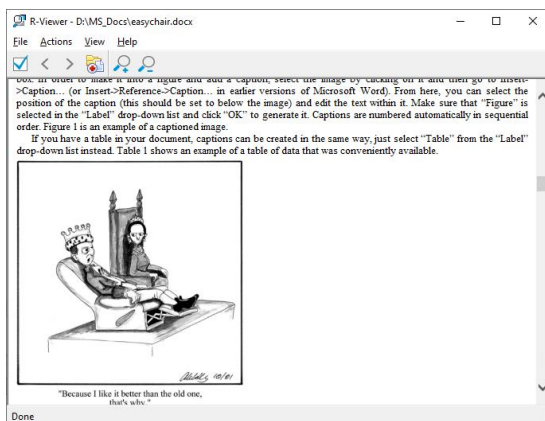 R-Viewer - D:\MS_Docs\easychair.docx
File Actions View Help
box. In order to make it into a figure and add a caption, select the image by clicking on it and then go to Insert-
>Caption… (or Insert->Reference->Caption… in earlier versions of Microsoft Word). From here, you can select the
position of the caption (this should be set to below the image) and edit the text within it. Make sure that “Figure” is
selected in the “Label” drop-down list and click “OK” to generate it. Captions are numbered automatically in sequential
order. Figure 1 is an example of a captioned image.
If you have a table in your document, captions can be created in the same way, just select “Table” from the “Label”
drop-down list instead. Table 1 shows an example of a table of data that was conveniently available.
10/01
"Because I like it better than the old one,
that's why."
Done